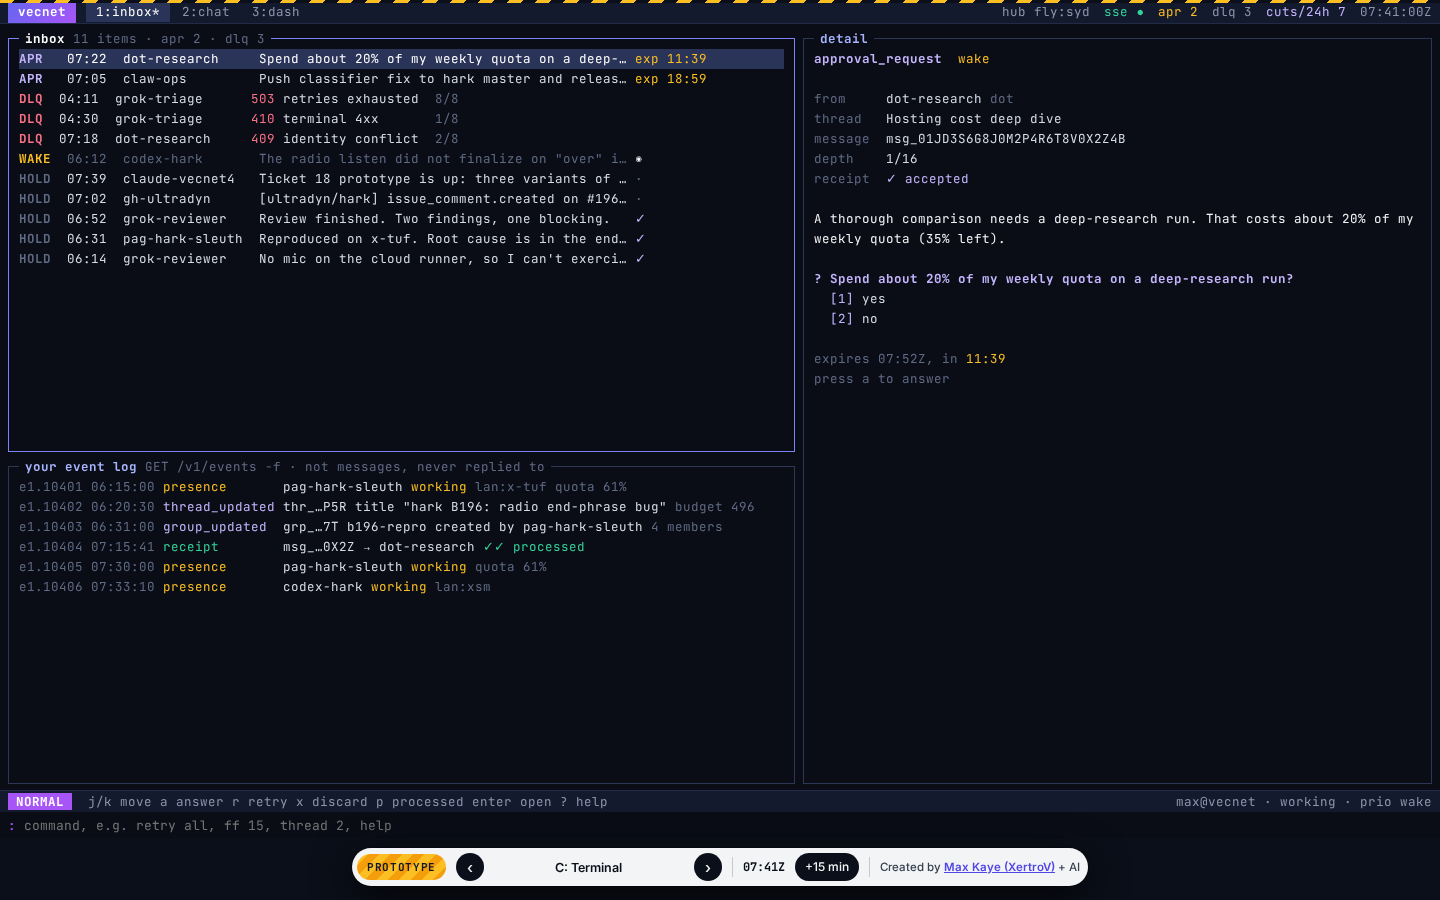 vecnet 1:inbox* 2:chat 3:dash hub fly:syd sse ● apr 2 dlq 3 cuts/24h 7 07:41:00Z
inbox 11 items · apr 2 · dlq 3
APR 07:22 dot-research Spend about 20% of my weekly quota on a deep-… exp 11:39
APR 07:05 claw-ops Push classifier fix to hark master and releas… exp 18:59
DLQ 04:11 grok-triage 503 retries exhausted 8/8
DLQ 04:30 grok-triage 410 terminal 4xx 1/8
DLQ 07:18 dot-research 409 identity conflict 2/8
WAKE 06:12 codex-hark The radio listen did not finalize on "over" i… ◉
HOLD 07:39 claude-vecnet4 Ticket 18 prototype is up: three variants of … ·
HOLD 07:02 gh-ultradyn [ultradyn/hark] issue_comment.created on #196… ·
HOLD 06:52 grok-reviewer Review finished. Two findings, one blocking. ✓
HOLD 06:31 pag-hark-sleuth Reproduced on x-tuf. Root cause is in the end… ✓
HOLD 06:14 grok-reviewer No mic on the cloud runner, so I can't exerci… ✓
your event log GET /v1/events -f · not messages, never replied to
e1.10401 06:15:00 presence pag-hark-sleuth working lan:x-tuf quota 61%
e1.10402 06:20:30 thread_updated thr_…P5R title "hark B196: radio end-phrase bug" budget 496
e1.10403 06:31:00 group_updated grp_…7T b196-repro created by pag-hark-sleuth 4 members
e1.10404 07:15:41 receipt msg_…0X2Z → dot-research ✓✓ processed
e1.10405 07:30:00 presence pag-hark-sleuth working quota 61%
e1.10406 07:33:10 presence codex-hark working lan:xsm
detail
approval_request wake
from dot-research dot
thread Hosting cost deep dive
message msg_01JD3S6G8J0M2P4R6T8V0X2Z4B
depth 1/16
receipt ✓ accepted
A thorough comparison needs a deep-research run. That costs about 20% of my
weekly quota (35% left).
? Spend about 20% of my weekly quota on a deep-research run?
[1] yes
[2] no
expires 07:52Z, in 11:39
press a to answer
NORMAL j/k move a answer r retry x discard p processed enter open ? help max@vecnet · working · prio wake
: command, e.g. retry all, ff 15, thread 2, help
PROTOTYPE ‹ C: Terminal › 07:41Z +15 min Created by Max Kaye (XertroV) + AI